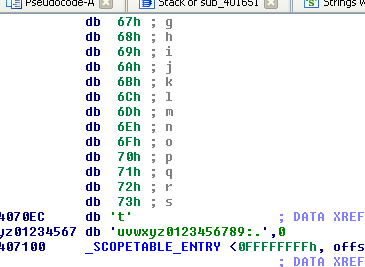 Pseudocode-A Stack of sub_401651 Strings w
db 67h ; g
db 68h ; h
db 69h ; i
db 6Ah ; j
db 6Bh ; k
db 6Ch ; l
db 6Dh ; m
db 6Eh ; n
db 6Fh ; o
db 70h ; p
db 71h ; q
db 72h ; r
db 73h ; s
4070EC db 't' ; DATA XREF
yz01234567 db 'uvwxyz0123456789:.',0
407100 _SCOPETABLE_ENTRY <0FFFFFFFFh, offs
; DATA XREF